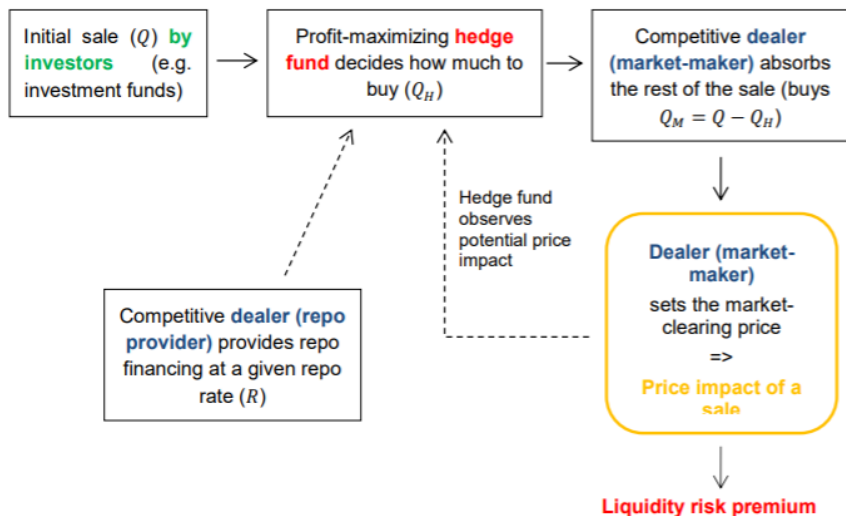 Initial sale (Q) by
investors (e.g.
investment funds)
Profit-maximizing hedge
fund decides how much to
buy (Q_H)
Competitive dealer
(market-maker) absorbs
the rest of the sale (buys
Q_M = Q − Q_H)
Hedge fund
observes
potential price
impact
Dealer (market-
maker)
sets the market-
clearing price
=>
Price impact of a
sale
Competitive dealer (repo
provider) provides repo
financing at a given repo
rate (R)
Liquidity risk premium